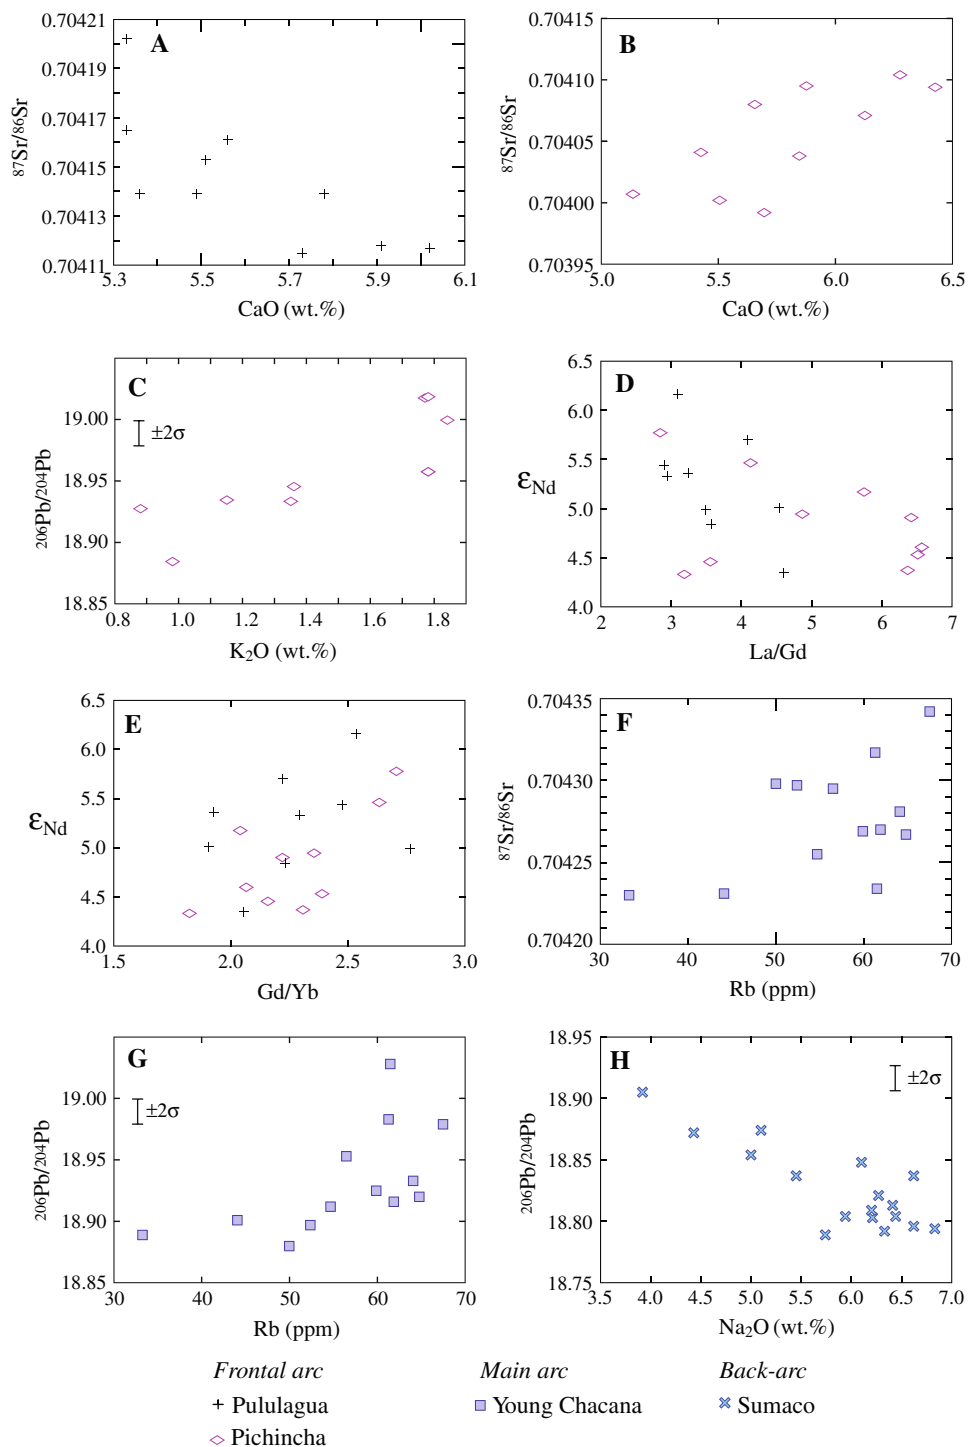 A
0.70421
0.70419
0.70417
0.70415
0.70413
0.70411
87Sr/86Sr
5.3 5.5 5.7 5.9 6.1
CaO (wt.%)
B
0.70415
0.70410
0.70405
0.70400
0.70395
87Sr/86Sr
5.0 5.5 6.0 6.5
CaO (wt.%)
C
19.00
18.95
18.90
18.85
±2σ
206Pb/204Pb
0.8 1.0 1.2 1.4 1.6 1.8
K2O (wt.%)
D
6.5
6.0
5.5
5.0
4.5
4.0
εNd
2 3 4 5 6 7
La/Gd
E
6.5
6.0
5.5
5.0
4.5
4.0
εNd
1.5 2.0 2.5 3.0
Gd/Yb
F
0.70435
0.70430
0.70425
0.70420
87Sr/86Sr
30 40 50 60 70
Rb (ppm)
G
19.00
18.95
18.90
18.85
±2σ
206Pb/204Pb
30 40 50 60 70
Rb (ppm)
H
18.95
18.90
18.85
18.80
18.75
±2σ
206Pb/204Pb
3.5 4.0 4.5 5.0 5.5 6.0 6.5 7.0
Na2O (wt.%)
Frontal arc
Pululagua
Pichincha
Main arc
Young Chacana
Back-arc
Sumaco